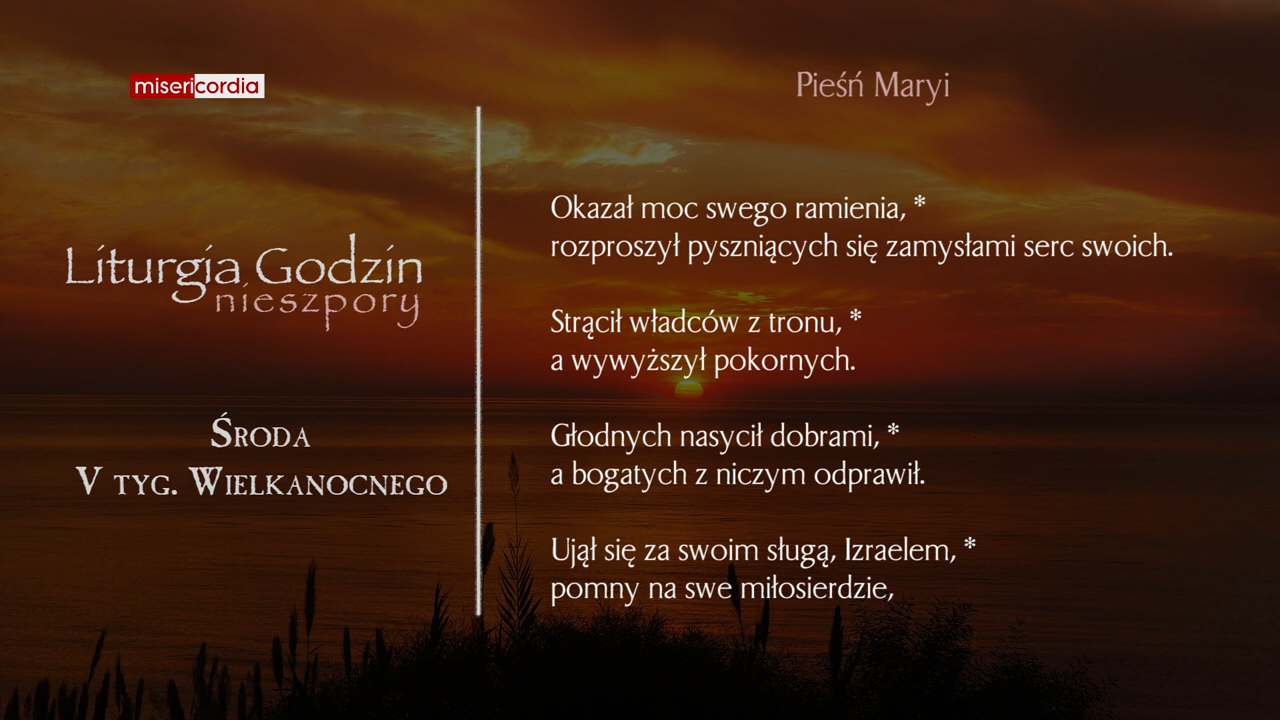 misericordia
Liturgia Godzin
nieszpory
Środa
V tyg. Wielkanocnego
Pieśń Maryi
Okazał moc swego ramienia, *
rozproszył pyszniących się zamysłami serc swoich.
Strącił władców z tronu, *
a wywyższył pokornych.
Głodnych nasycił dobrami, *
a bogatych z niczym odprawił.
Ujął się za swoim sługą, Izraelem, *
pomny na swe miłosierdzie,